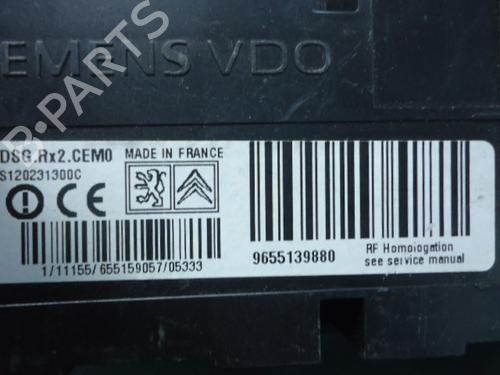 B-PARTS
SIEMENS VDO
DSG.Rx2.CEM0 MADE IN FRANCE
S120231300C
CE
1/11155/655159057/05333
9655139880
RF Homologation
see service manual